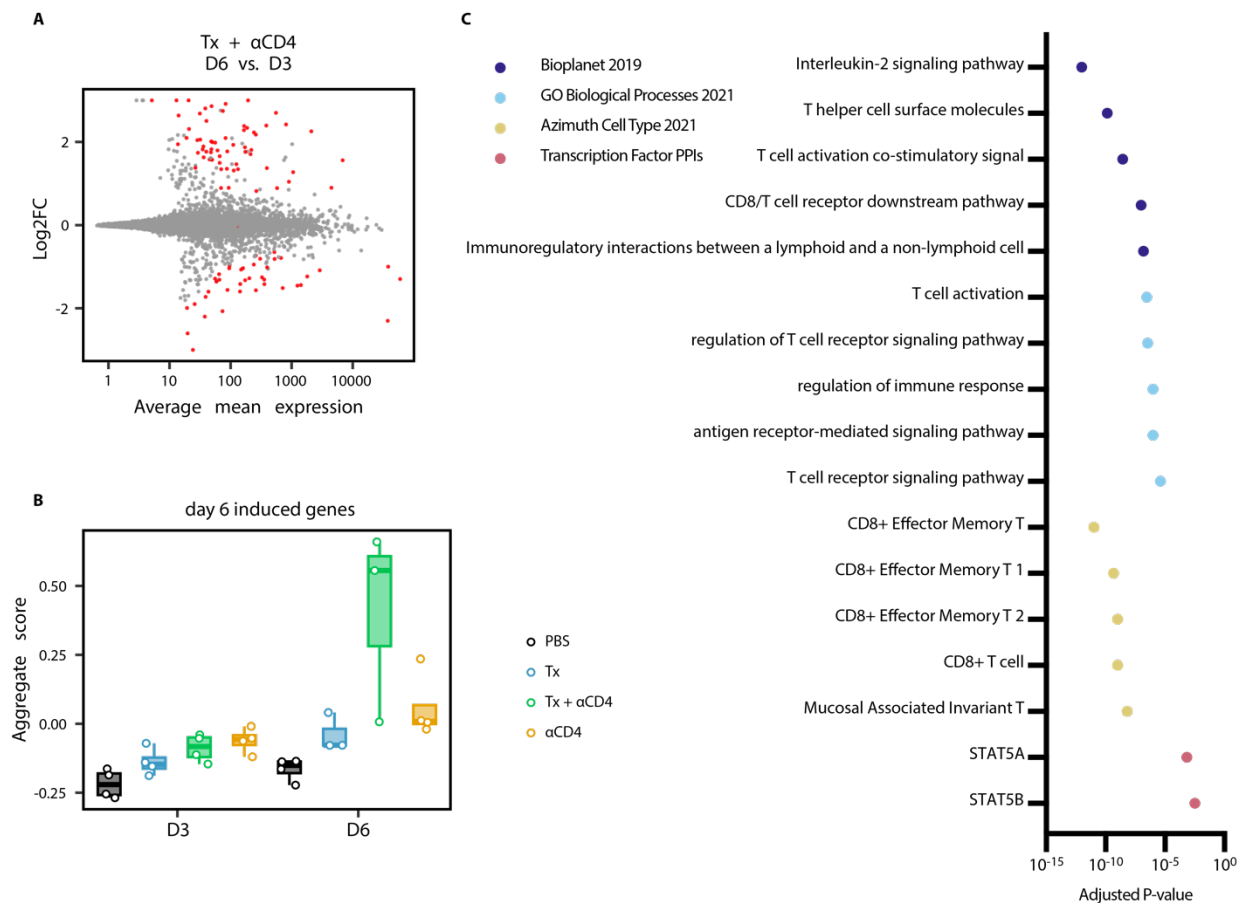 A
Tx + αCD4
D6 vs. D3
Log2FC
2
0
-2
1
10
100
1000
10000
Average mean expression
B
day 6 induced genes
Aggregate score
0.50
0.25
0.00
-0.25
D3
D6
PBS
Tx
Tx + αCD4
αCD4
C
Bioplanet 2019
GO Biological Processes 2021
Azimuth Cell Type 2021
Transcription Factor PPIs
Interleukin-2 signaling pathway
T helper cell surface molecules
T cell activation co-stimulatory signal
CD8/T cell receptor downstream pathway
Immunoregulatory interactions between a lymphoid and a non-lymphoid cell
T cell activation
regulation of T cell receptor signaling pathway
regulation of immune response
antigen receptor-mediated signaling pathway
T cell receptor signaling pathway
CD8+ Effector Memory T
CD8+ Effector Memory T 1
CD8+ Effector Memory T 2
CD8+ T cell
Mucosal Associated Invariant T
STAT5A
STAT5B
10⁻¹⁵
10⁻¹⁰
10⁻⁵
10⁰
Adjusted P-value